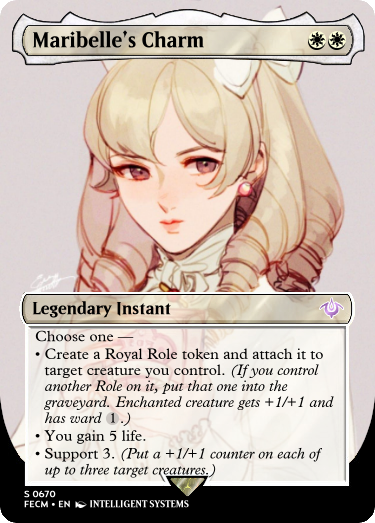 Maribelle's Charm
Legendary Instant
Choose one —
• Create a Royal Role token and attach it to
target creature you control. (If you control
another Role on it, put that one into the
graveyard. Enchanted creature gets +1/+1 and
has ward 1.)
• You gain 5 life.
• Support 3. (Put a +1/+1 counter on each of
up to three target creatures.)
S 0670
FECM • EN INTELLIGENT SYSTEMS